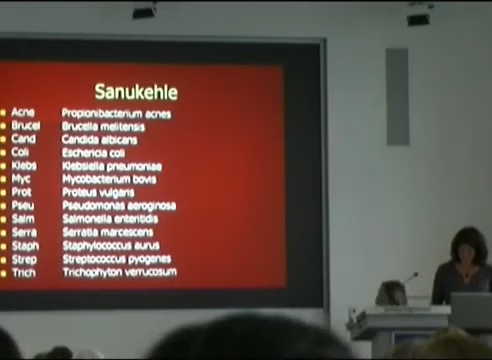 Sanukehle
Acne Propionibacterium acnes
Brucel Brucella melitensis
Cand Candida albicans
Coli Eschericia coli
Klebs Klebsiella pneumoniae
Myc Mycobacterium bovis
Prot Proteus vulgaris
Pseu Pseudomonas aeroginosa
Salm Salmonella enteritidis
Serra Serratia marcescens
Staph Staphylococcus aurus
Strep Streptococcus pyogenes
Trich Trichophyton verrucosum